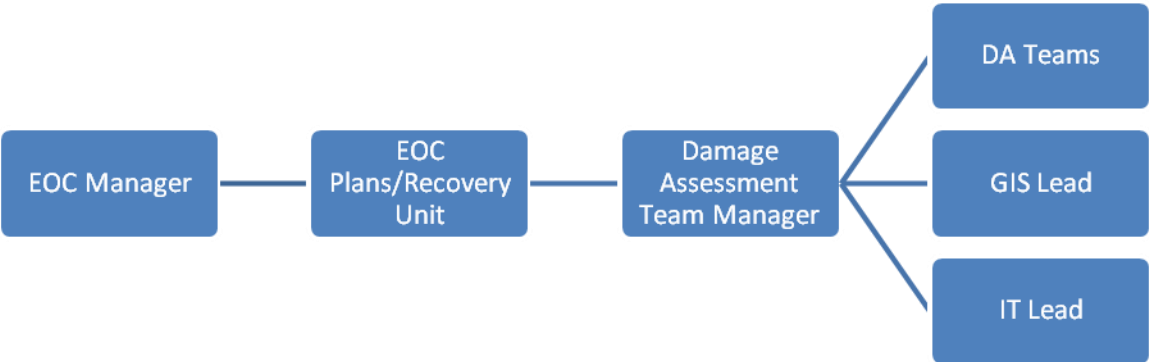 EOC Manager
EOC
Plans/Recovery
Unit
Damage
Assessment
Team Manager
DA Teams
GIS Lead
IT Lead